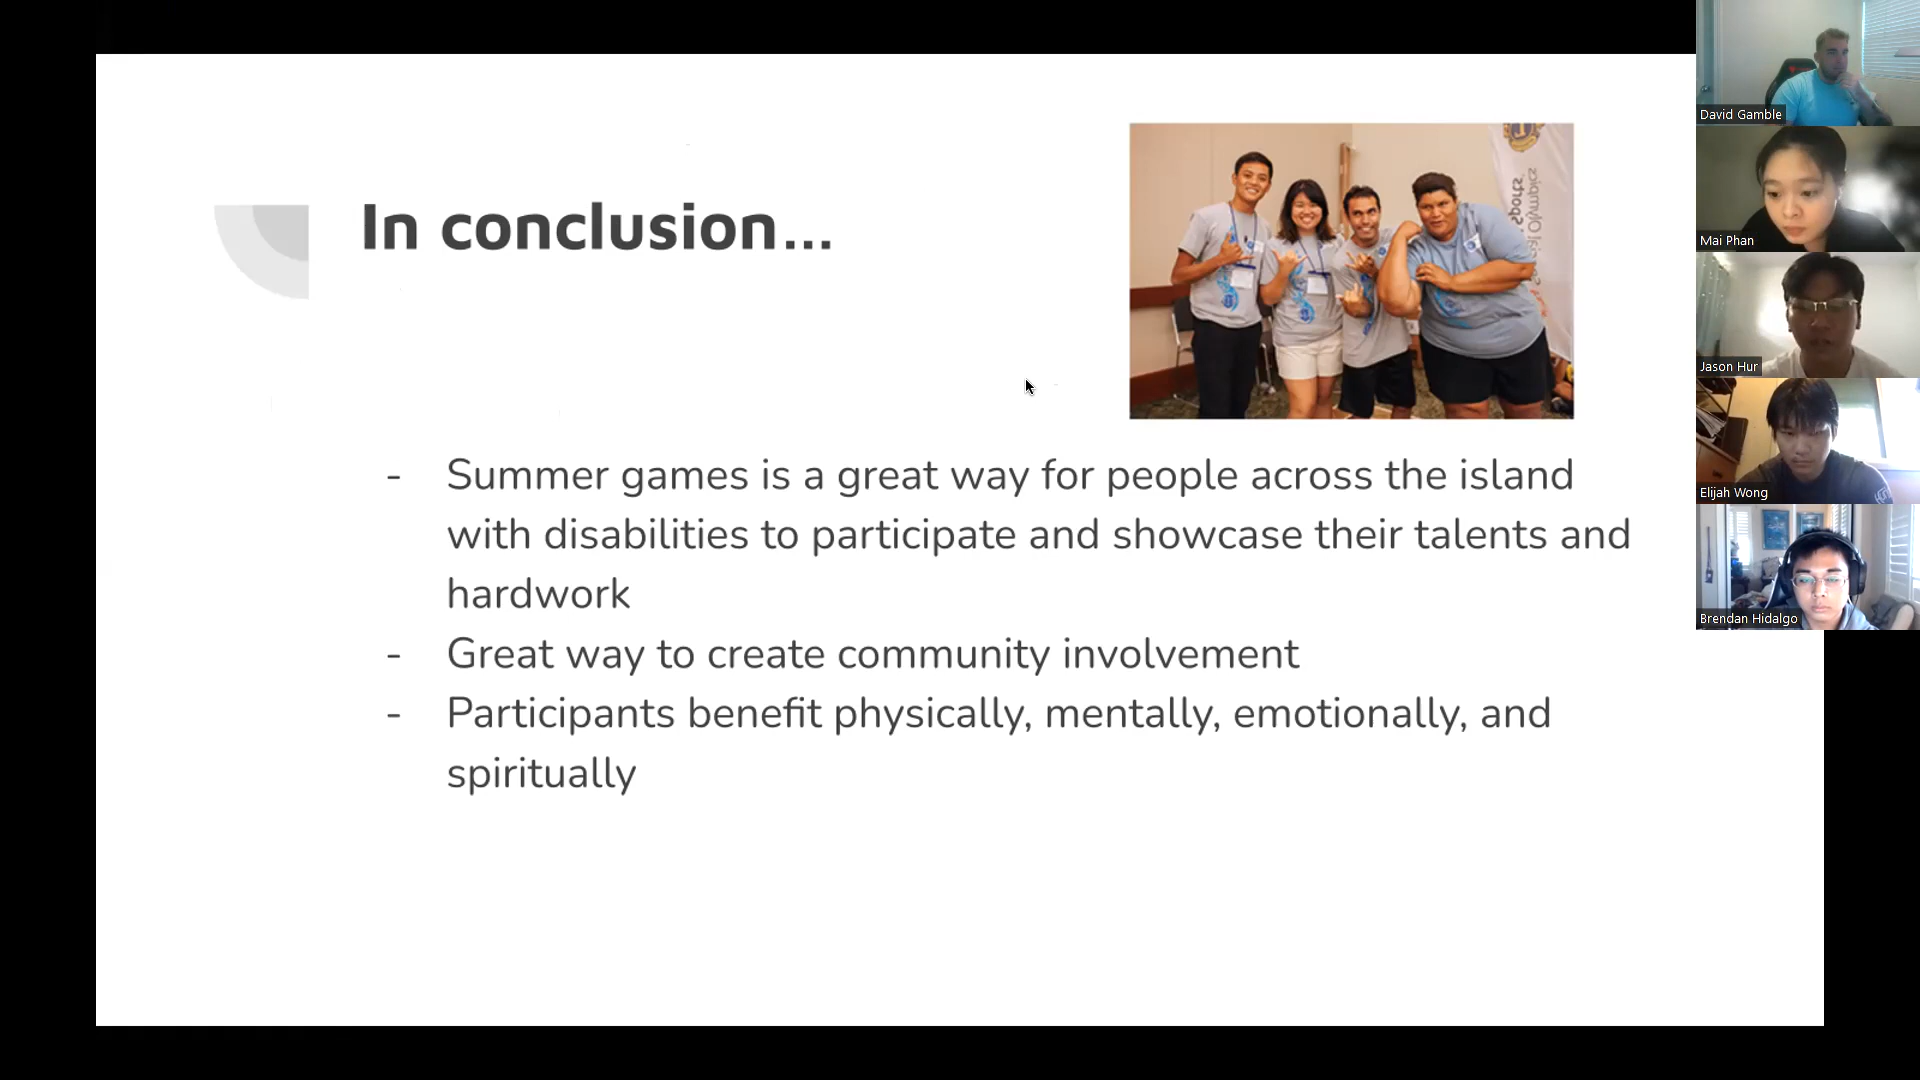 In conclusion...
- Summer games is a great way for people across the island
with disabilities to participate and showcase their talents and
hardwork
- Great way to create community involvement
- Participants benefit physically, mentally, emotionally, and
spiritually
sports.
Olympics
David Gamble
Mai Phan
Jason Hur
Elijah Wong
Brendan Hidalgo